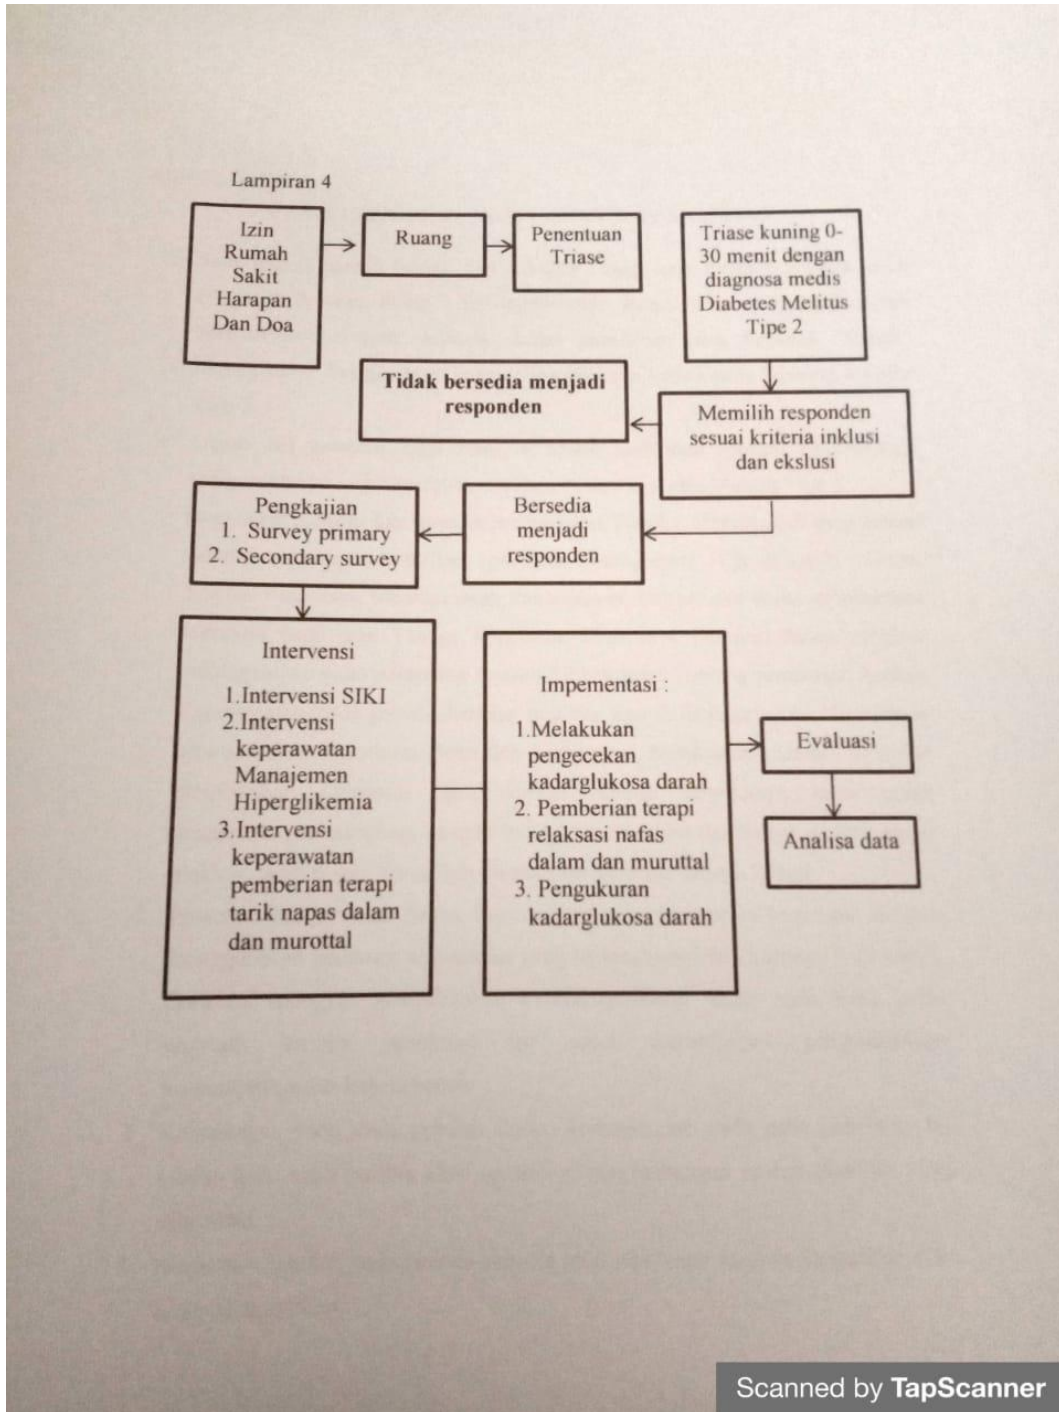 Lampiran 4
Izin
Rumah
Sakit
Harapan
Dan Doa
Ruang
Penentuan
Triase
Triase kuning 0-
30 menit dengan
diagnosa medis
Diabetes Melitus
Tipe 2
Tidak bersedia menjadi
responden
Memilih responden
sesuai kriteria inklusi
dan ekslusi
Pengkajian
1. Survey primary
2. Secondary survey
Bersedia
menjadi
responden
Intervensi
1.Intervensi SIKI
2.Intervensi
keperawatan
Manajemen
Hiperglikemia
3.Intervensi
keperawatan
pemberian terapi
tarik napas dalam
dan murottal
Impementasi :
1.Melakukan
pengecekan
kadarglukosa darah
2. Pemberian terapi
relaksasi nafas
dalam dan muruttal
3. Pengukuran
kadarglukosa darah
Evaluasi
Analisa data
Scanned by TapScanner